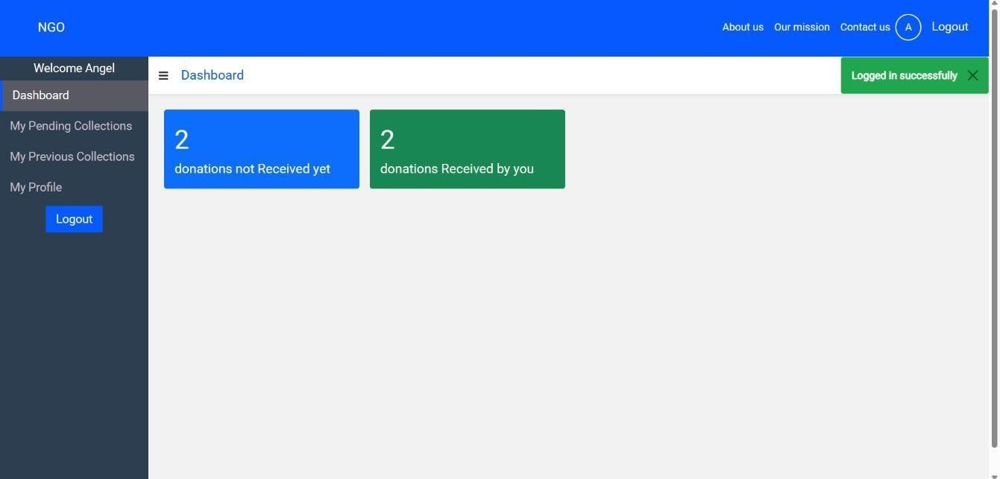 NGO
About us
Our mission
Contact us
A
Logout
Welcome Angel
Dashboard
My Pending Collections
My Previous Collections
My Profile
Logout
Dashboard
Logged in successfully
2
donations not Received yet
2
donations Received by you